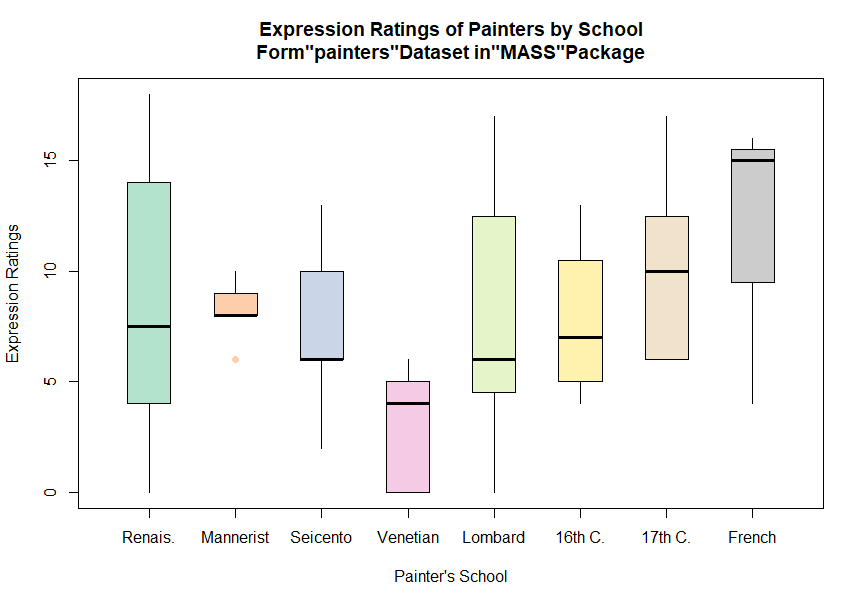 Expression Ratings of Painters by School
Form"painters"Dataset in"MASS"Package
Expression Ratings
15
10
5
0
Renais. Mannerist Seicento Venetian Lombard 16th C. 17th C. French
Painter's School